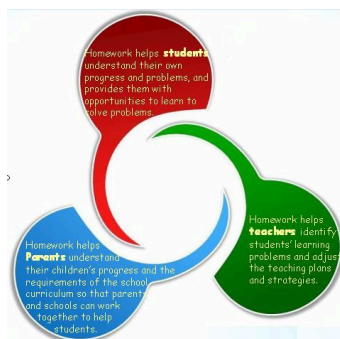 Homework helps students
understand their own
progress and problems, and
provides them with
opportunities to learn to
solve problems.
Homework helps
teachers identify
students' learning
problems and adjust
the teaching plans
and strategies.
Homework helps
Parents understand
their children's progress and the
requirements of the school
curriculum so that parents
and schools can work
together to help
students.